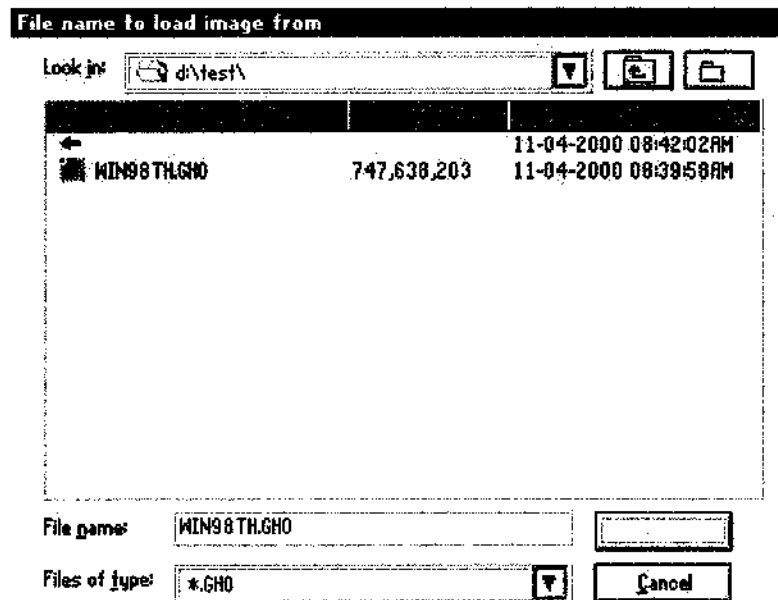 File name to load image from
Look in: d:\test\
11-04-2000 08:42:02AM
WIN98TH.GHO 747,638,203 11-04-2000 08:39:58AM
File name: WIN98TH.GHO
Files of type: *.GHO
Cancel